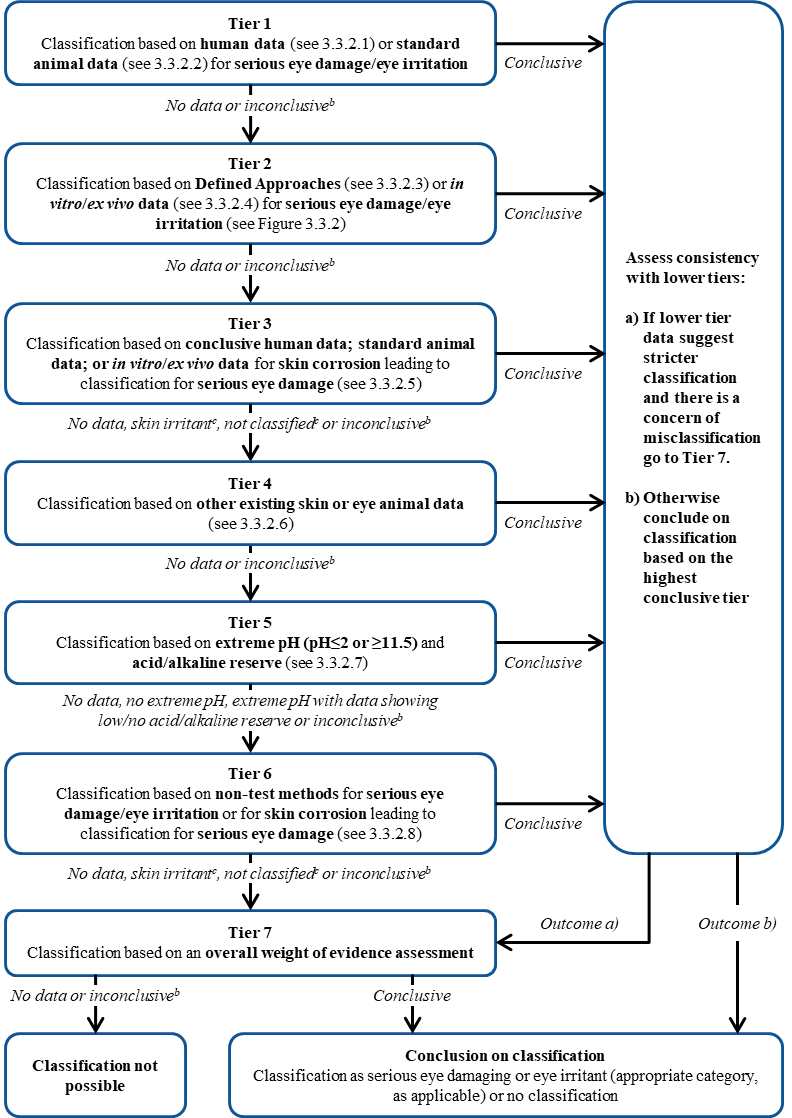 Tier 1
Classification based on human data (see 3.3.2.1) or standard
animal data (see 3.3.2.2) for serious eye damage/eye irritation
Conclusive
No data or inconclusiveᵇ
Tier 2
Classification based on Defined Approaches (see 3.3.2.3) or in
vitro/ex vivo data (see 3.3.2.4) for serious eye damage/eye
irritation (see Figure 3.3.2)
Conclusive
No data or inconclusiveᵇ
Tier 3
Classification based on conclusive human data; standard animal
data; or in vitro/ex vivo data for skin corrosion leading to
classification for serious eye damage (see 3.3.2.5)
Conclusive
No data, skin irritantᶜ, not classifiedᶜ or inconclusiveᵇ
Tier 4
Classification based on other existing skin or eye animal data
(see 3.3.2.6)
Conclusive
No data or inconclusiveᵇ
Tier 5
Classification based on extreme pH (pH≤2 or ≥11.5) and
acid/alkaline reserve (see 3.3.2.7)
Conclusive
No data, no extreme pH, extreme pH with data showing
low/no acid/alkaline reserve or inconclusiveᵇ
Tier 6
Classification based on non-test methods for serious eye
damage/eye irritation or for skin corrosion leading to
classification for serious eye damage (see 3.3.2.8)
Conclusive
No data, skin irritantᶜ, not classifiedᶜ or inconclusiveᵇ
Assess consistency
with lower tiers:
a) If lower tier
data suggest
stricter
classification
and there is a
concern of
misclassification
go to Tier 7.
b) Otherwise
conclude on
classification
based on the
highest
conclusive tier
Tier 7
Classification based on an overall weight of evidence assessment
Outcome a)
Outcome b)
No data or inconclusiveᵇ
Conclusive
Classification not
possible
Conclusion on classification
Classification as serious eye damaging or eye irritant (appropriate category,
as applicable) or no classification